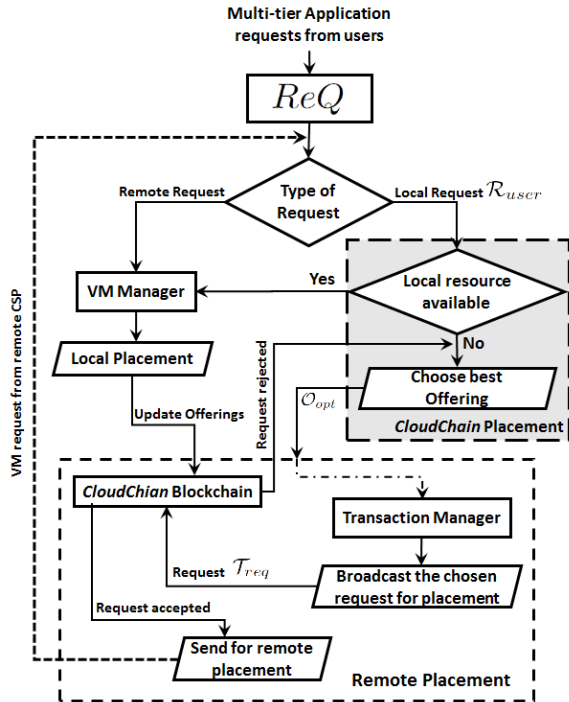 Multi-tier Application
requests from users
ReQ
Type of
Request
Remote Request
Local Request 𝓡user
VM Manager
Yes
Local resource
available
No
Local Placement
Choose best
Offering
CloudChain Placement
𝒪opt
Request rejected
Update Offerings
VM request from remote CSP
CloudChian Blockchain
Transaction Manager
Request 𝒯req
Broadcast the chosen
request for placement
Request accepted
Send for remote
placement
Remote Placement